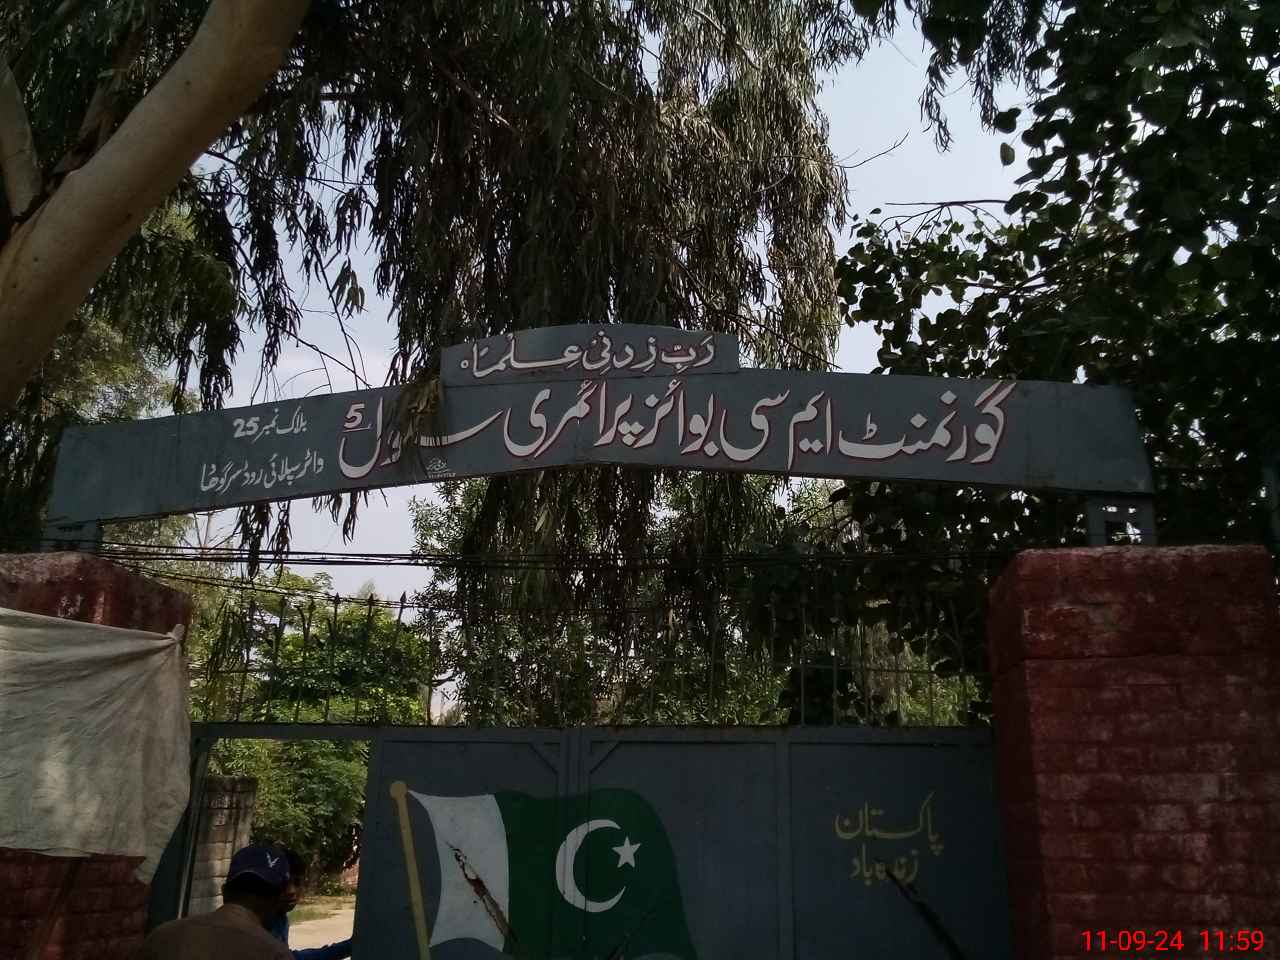 رَبِّ زِدْنِي عِلْمًا
گورنمنٹ ایم سی بوائز پرائمری سکول 5
بلاک نمبر 25
واٹر سپلائی روڈ سرگودھا
پاکستان
زندہ باد
11-09-24 11:59